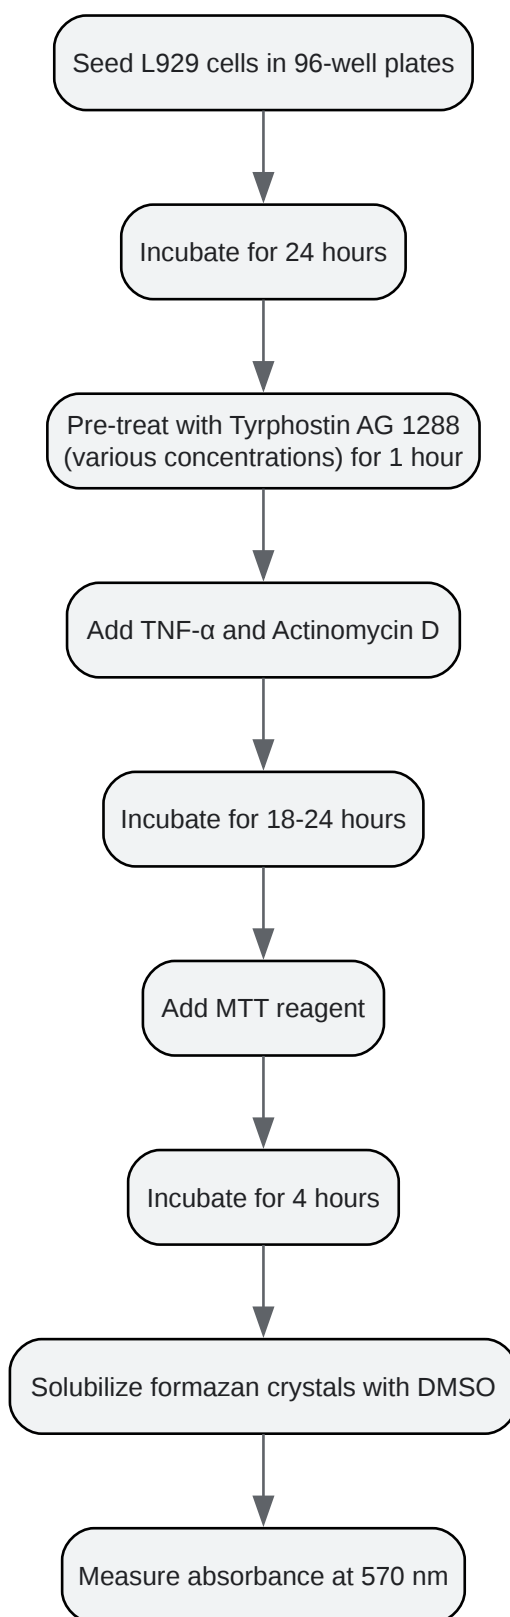 Seed L929 cells in 96-well plates
Incubate for 24 hours
Pre-treat with Tyrphostin AG 1288
(various concentrations) for 1 hour
Add TNF-α and Actinomycin D
Incubate for 18-24 hours
Add MTT reagent
Incubate for 4 hours
Solubilize formazan crystals with DMSO
Measure absorbance at 570 nm